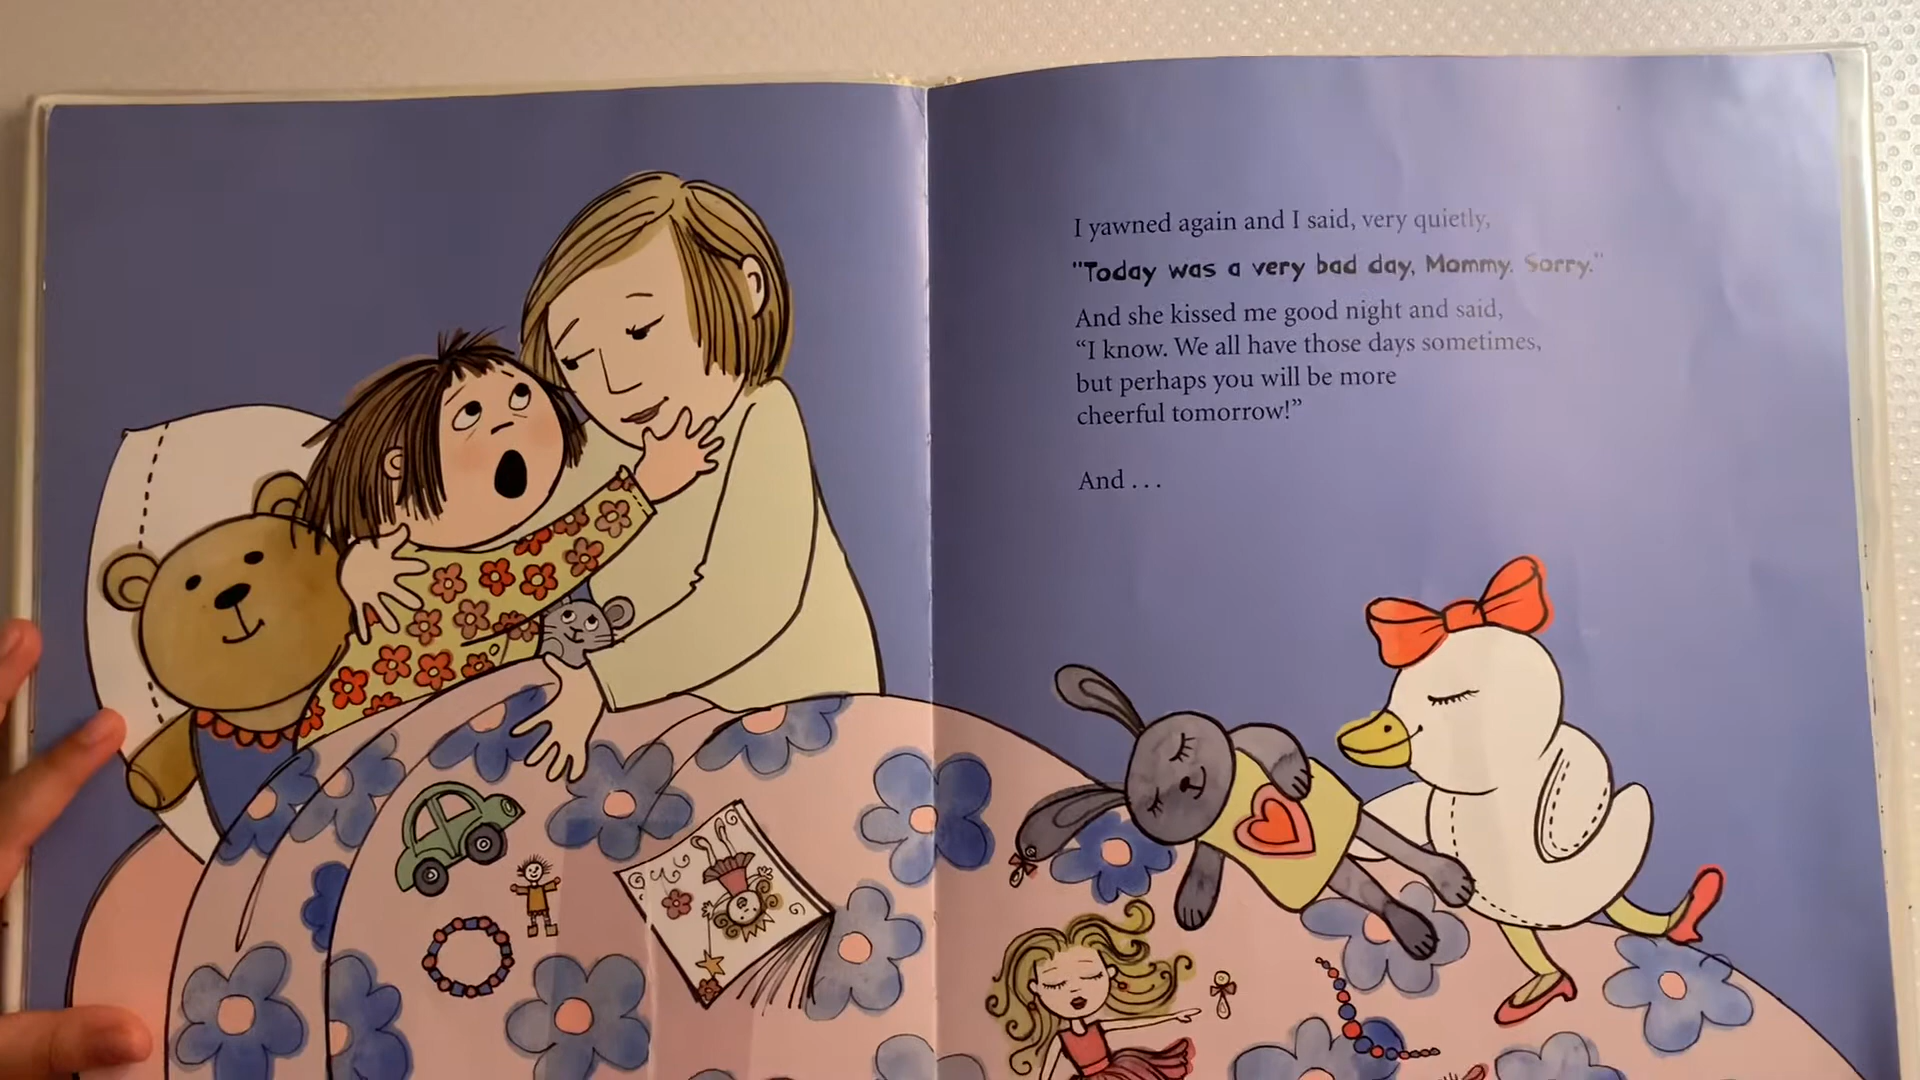 I yawned again and I said, very quietly,
"Today was a very bad day, Mommy. Sorry."
And she kissed me good night and said,
“I know. We all have those days sometimes,
but perhaps you will be more
cheerful tomorrow!”
And . . .